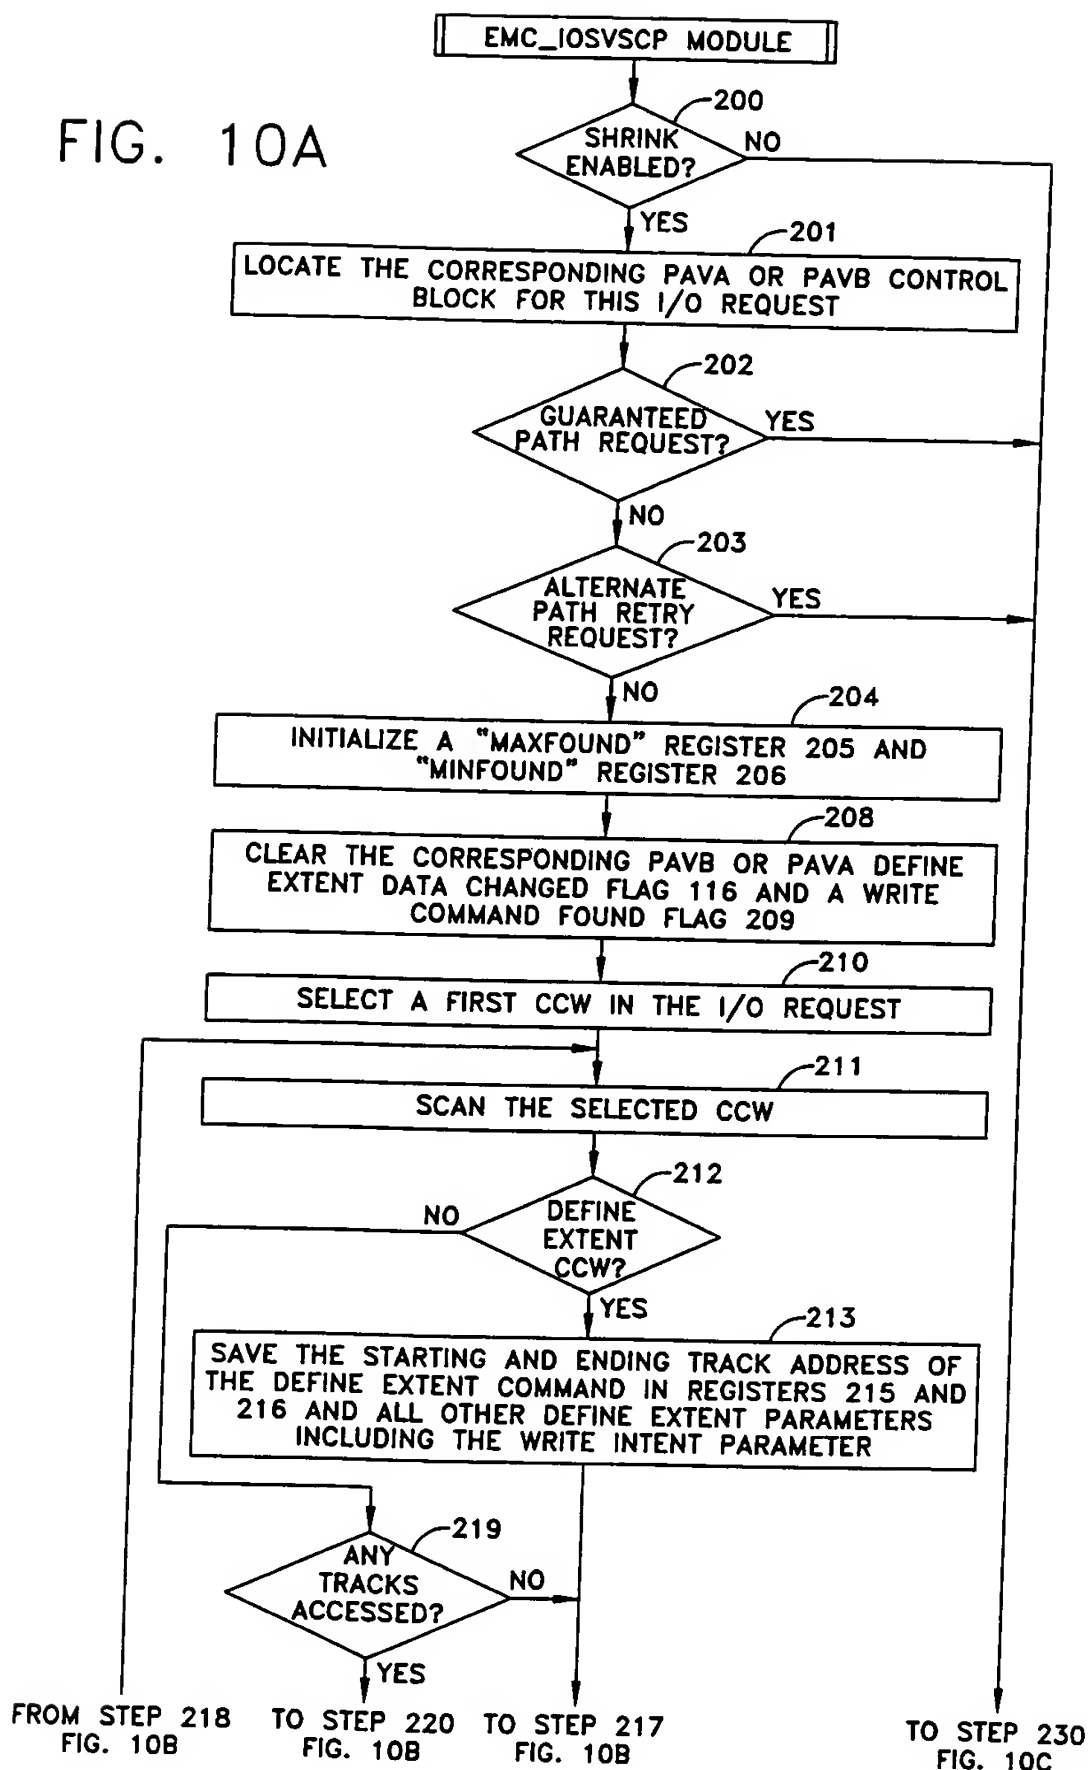 EMC_IOSVSCP MODULE
FIG. 10A
200
SHRINK
ENABLED?
NO
YES
201
LOCATE THE CORRESPONDING PAVA OR PAVB CONTROL
BLOCK FOR THIS I/O REQUEST
202
GUARANTEED
PATH REQUEST?
YES
NO
203
ALTERNATE
PATH RETRY
REQUEST?
YES
NO
204
INITIALIZE A "MAXFOUND" REGISTER 205 AND
"MINFOUND" REGISTER 206
208
CLEAR THE CORRESPONDING PAVB OR PAVA DEFINE
EXTENT DATA CHANGED FLAG 116 AND A WRITE
COMMAND FOUND FLAG 209
210
SELECT A FIRST CCW IN THE I/O REQUEST
211
SCAN THE SELECTED CCW
212
NO
DEFINE
EXTENT
CCW?
YES
213
SAVE THE STARTING AND ENDING TRACK ADDRESS OF
THE DEFINE EXTENT COMMAND IN REGISTERS 215 AND
216 AND ALL OTHER DEFINE EXTENT PARAMETERS
INCLUDING THE WRITE INTENT PARAMETER
219
ANY
TRACKS
ACCESSED?
NO
YES
FROM STEP 218
FIG. 10B
TO STEP 220
FIG. 10B
TO STEP 217
FIG. 10B
TO STEP 230
FIG. 10C